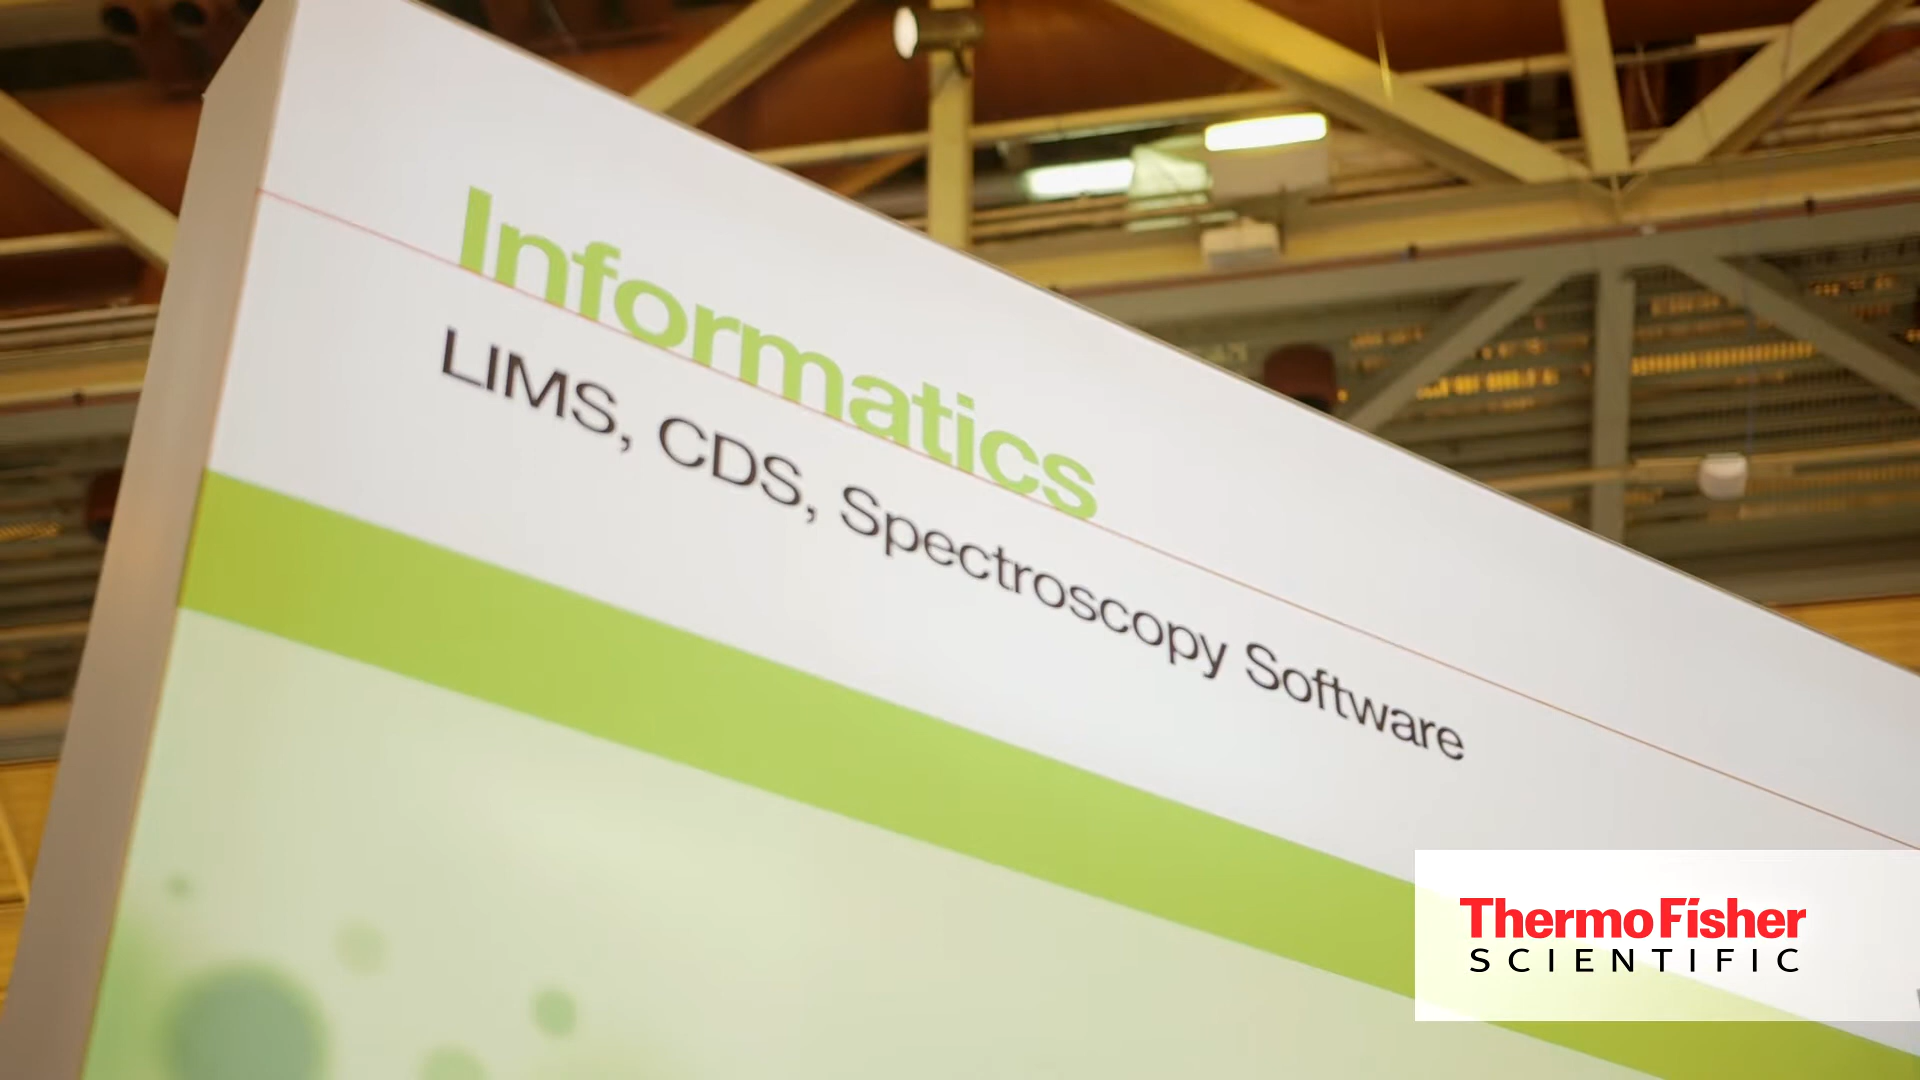 Informatics
LIMS, CDS, Spectroscopy Software
ThermoFisher
SCIENTIFIC